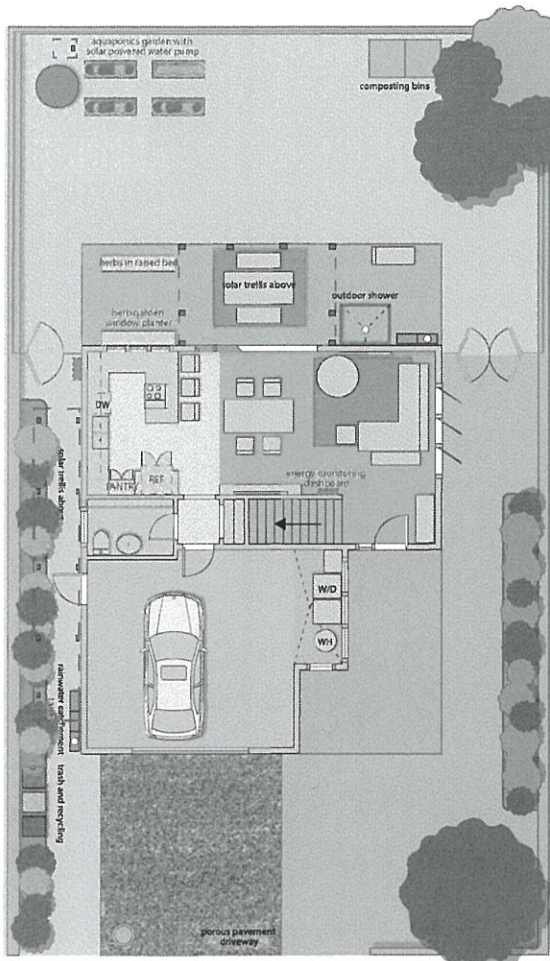 B
aquaponics garden with
solar powered water pump
composting bins
herbs in raised bed
solar trellis above
outdoor shower
herb garden
window planter
DW
PANTRY
REF.
energy monitoring
dashboard
solar trellis above
W/D
WH
rainwater catchment
trash and recycling
porous pavement
driveway